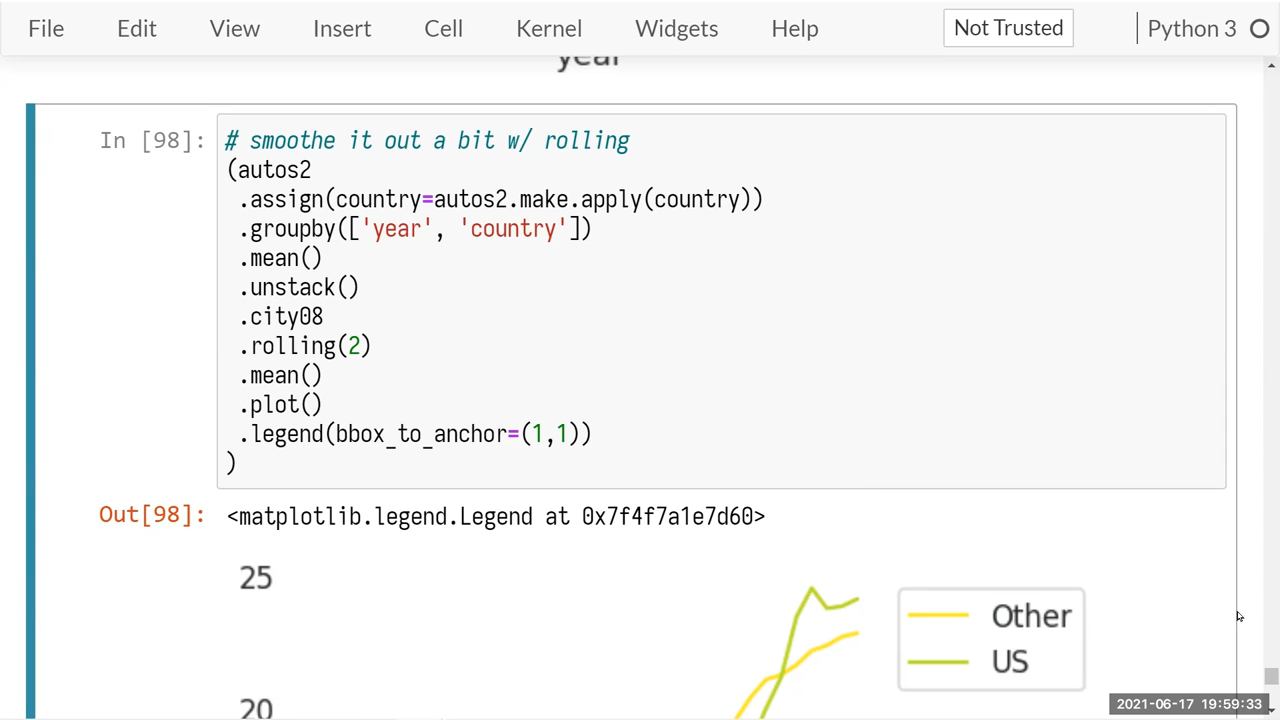 File Edit View Insert Cell Kernel Widgets Help Not Trusted Python 3
year
In [98]:
# smoothe it out a bit w/ rolling
(autos2
.assign(country=autos2.make.apply(country))
.groupby(['year', 'country'])
.mean()
.unstack()
.city08
.rolling(2)
.mean()
.plot()
.legend(bbox_to_anchor=(1,1))
)
Out[98]: <matplotlib.legend.Legend at 0x7f4f7a1e7d60>
25
Other
US
20
2021-06-17 19:59:33